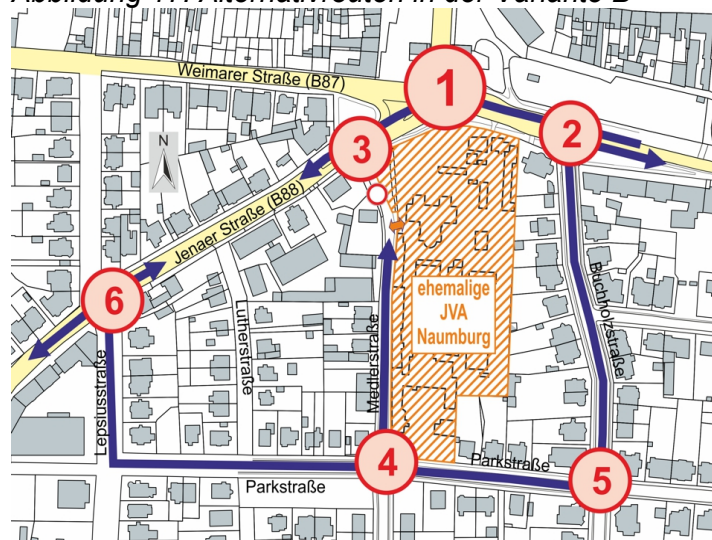 Abbildung 17: Alternativrouten in der Variante B
Weimarer Straße (B87)
1
2
3
N
Jenaer Straße (B88)
6
ehemalige
JVA
Naumburg
Buchholzstraße
Lutherstraße
Medlerstraße
Lepsiusstraße
4
Parkstraße
5
Parkstraße